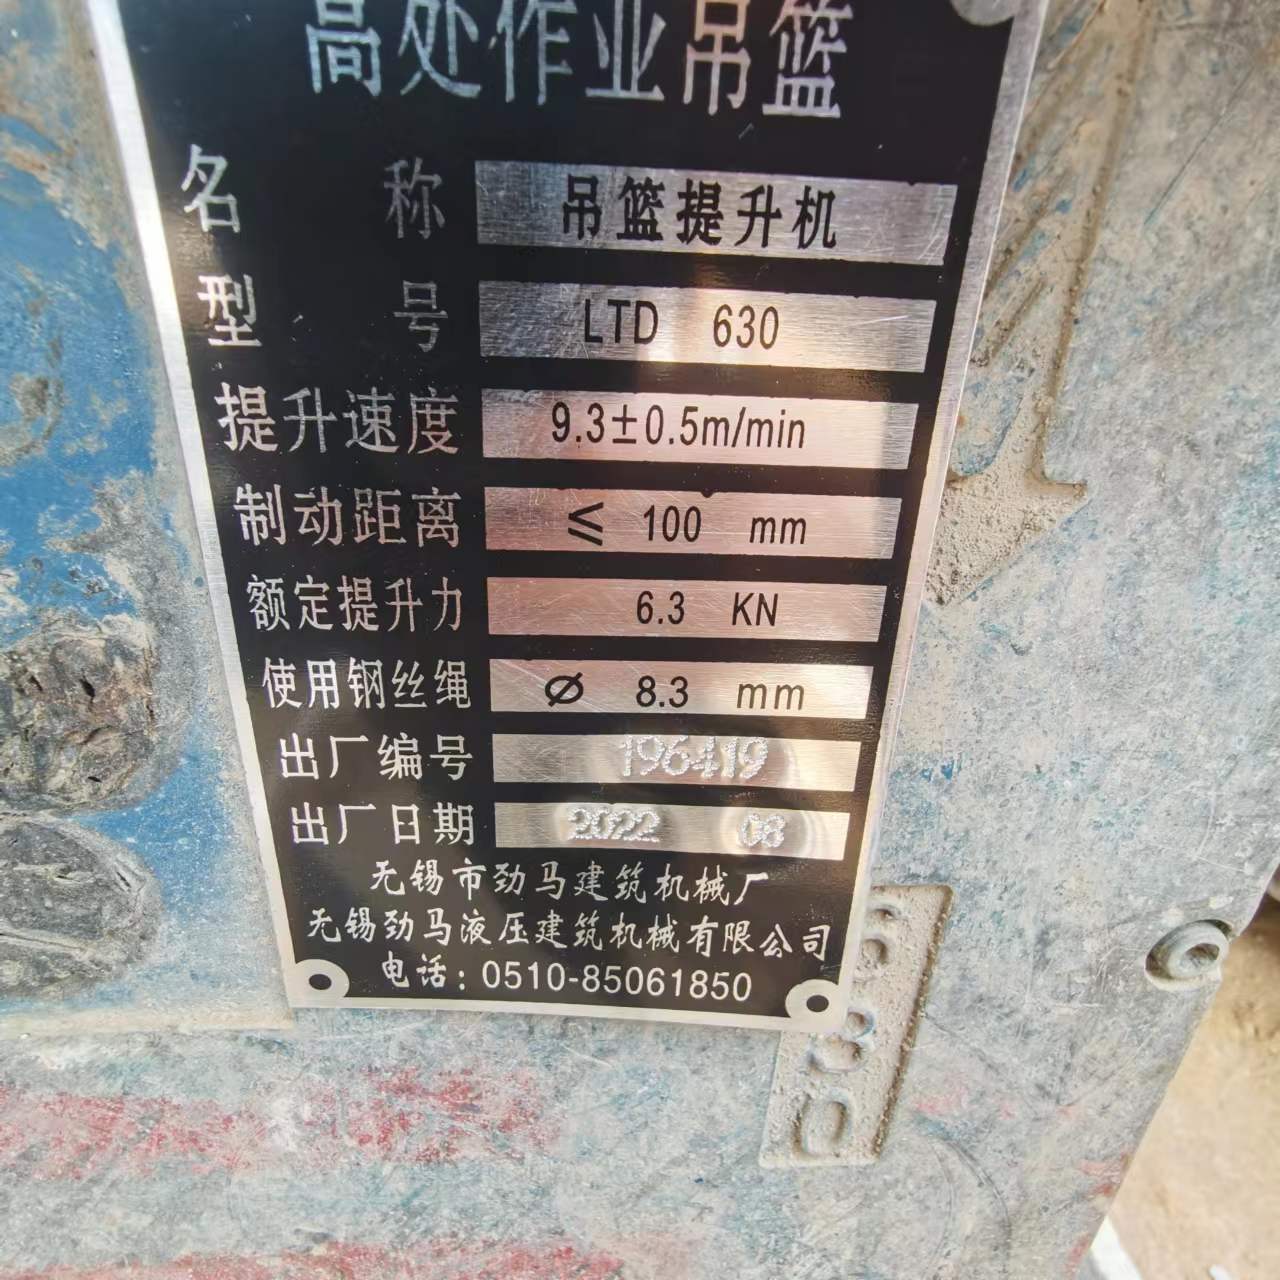 高处作业吊篮
名 称 吊篮提升机
型 号 LTD 630
提升速度 9.3±0.5m/min
制动距离 ≤ 100 mm
额定提升力 6.3 KN
使用钢丝绳 Ø 8.3 mm
出厂编号 196419
出厂日期 2022 08
无锡市劲马建筑机械厂
无锡劲马液压建筑机械有限公司
电话：0510-85061850